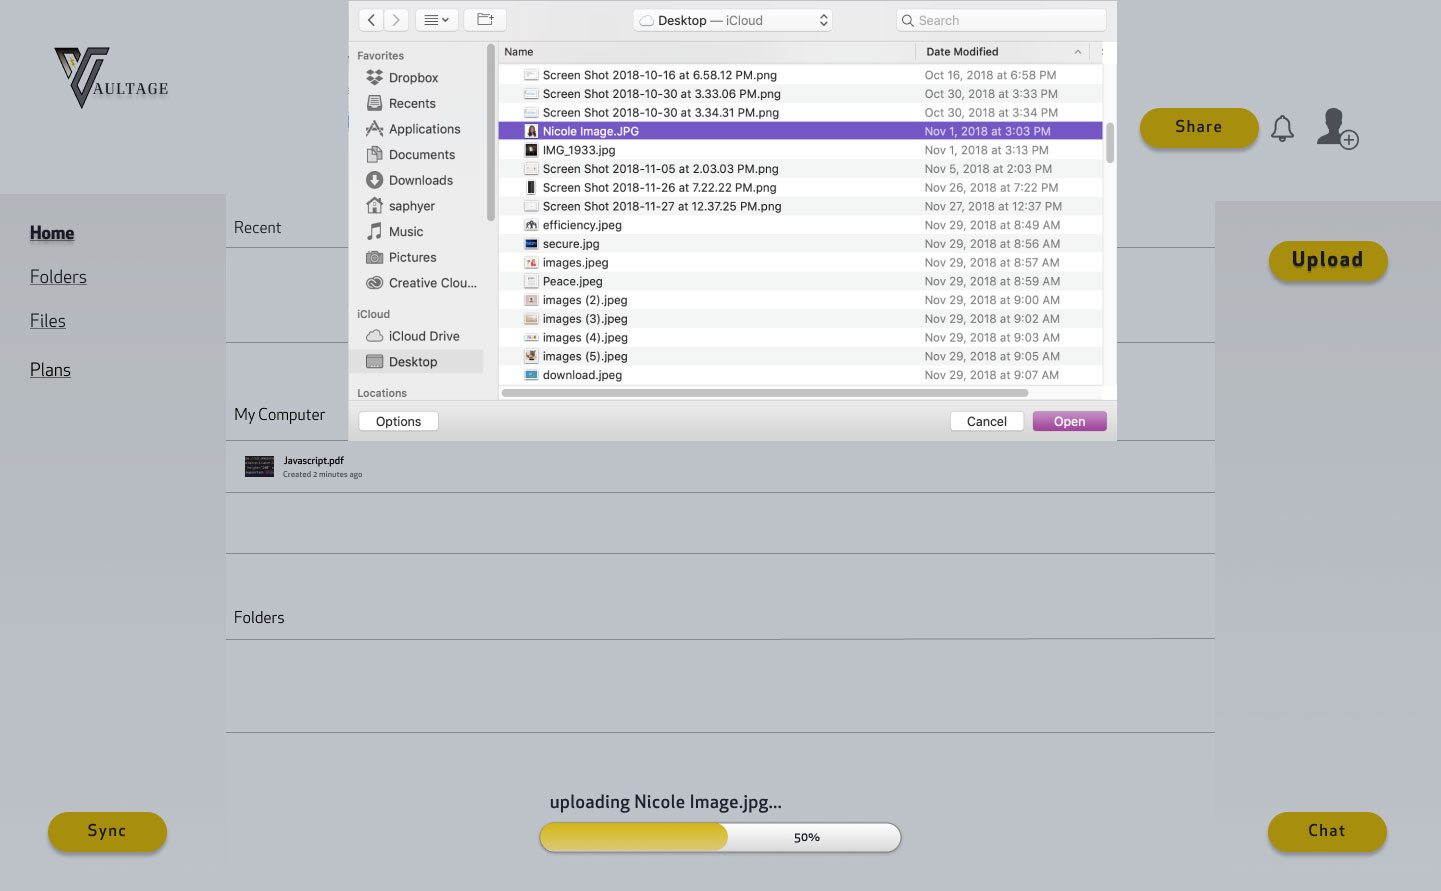 Desktop — iCloud
Search
Favorites
Dropbox
Recents
Applications
Documents
Downloads
saphyer
Music
Pictures
Creative Clou...
iCloud
iCloud Drive
Desktop
Locations
Name Date Modified
Screen Shot 2018-10-16 at 6.58.12 PM.png Oct 16, 2018 at 6:58 PM
Screen Shot 2018-10-30 at 3.33.06 PM.png Oct 30, 2018 at 3:33 PM
Screen Shot 2018-10-30 at 3.34.31 PM.png Oct 30, 2018 at 3:34 PM
Nicole Image.JPG Nov 1, 2018 at 3:03 PM
IMG_1933.jpg Nov 1, 2018 at 3:13 PM
Screen Shot 2018-11-05 at 2.03.03 PM.png Nov 5, 2018 at 2:03 PM
Screen Shot 2018-11-26 at 7.22.22 PM.png Nov 26, 2018 at 7:22 PM
Screen Shot 2018-11-27 at 12.37.25 PM.png Nov 27, 2018 at 12:37 PM
efficiency.jpeg Nov 29, 2018 at 8:49 AM
secure.jpg Nov 29, 2018 at 8:56 AM
images.jpeg Nov 29, 2018 at 8:57 AM
Peace.jpeg Nov 29, 2018 at 8:59 AM
images (2).jpeg Nov 29, 2018 at 9:00 AM
images (3).jpeg Nov 29, 2018 at 9:02 AM
images (4).jpeg Nov 29, 2018 at 9:03 AM
images (5).jpeg Nov 29, 2018 at 9:05 AM
download.jpeg Nov 29, 2018 at 9:07 AM
Options Cancel Open
VAULTAGE
Share
Home
Folders
Files
Plans
Recent
Upload
My Computer
Javascript.pdf
Created 2 minutes ago
Folders
uploading Nicole Image.jpg...
50%
Sync
Chat